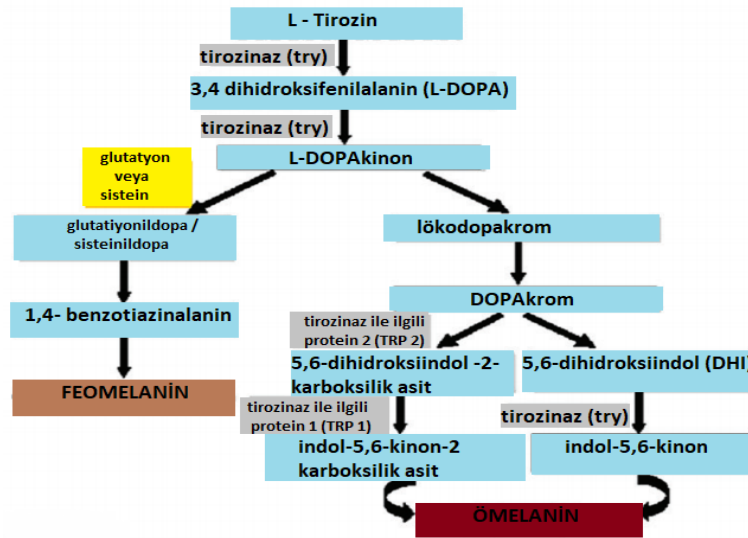 L - Tirozin
tirozinaz (try)
3,4 dihidroksifenilalanin (L-DOPA)
tirozinaz (try)
L-DOPAkinon
glutatyon
veya
sistein
glutatiyonildopa /
sisteinildopa
lökodopakrom
1,4- benzotiazinalanin
DOPAkrom
tirozinaz ile ilgili
protein 2 (TRP 2)
5,6-dihidroksiindol -2-
karboksilik asit
5,6-dihidroksiindol (DHI)
FEOMELANİN
tirozinaz ile ilgili
protein 1 (TRP 1)
tirozinaz (try)
indol-5,6-kinon-2
karboksilik asit
indol-5,6-kinon
ÖMELANİN